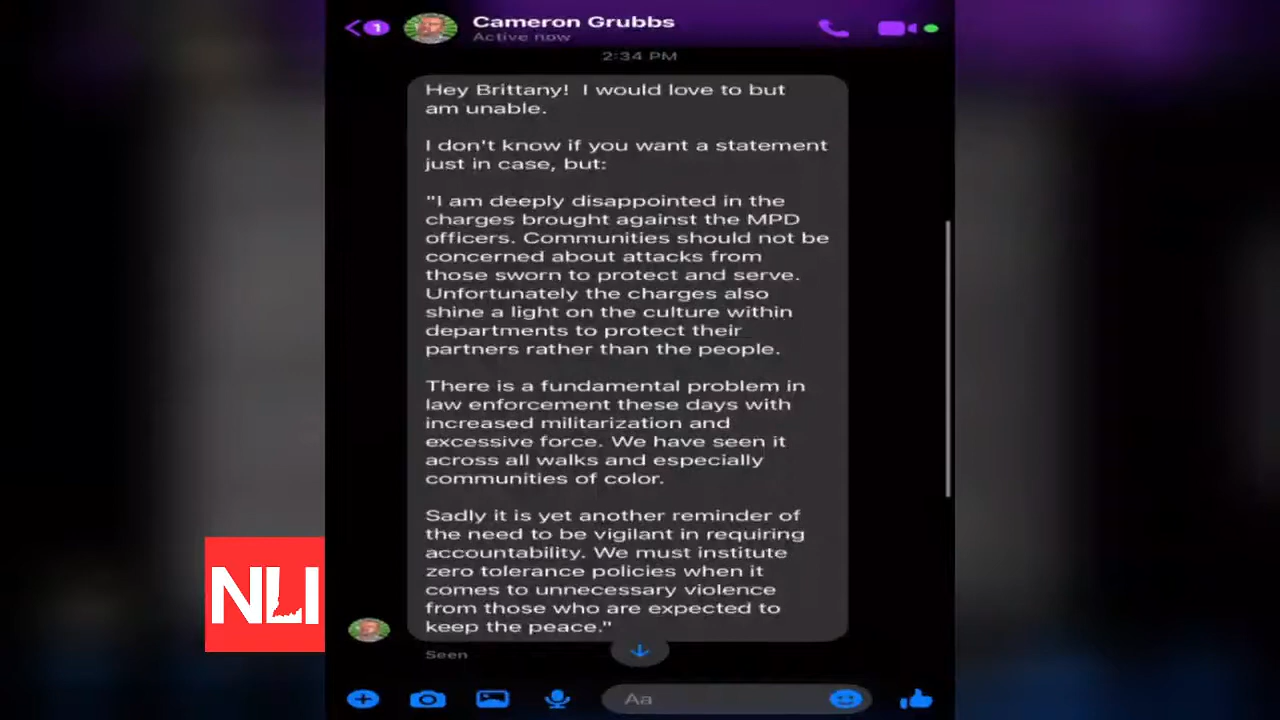 1
Cameron Grubbs
Active now
2:34 PM
Hey Brittany!  I would love to but
am unable.
I don't know if you want a statement
just in case, but:
"I am deeply disappointed in the
charges brought against the MPD
officers. Communities should not be
concerned about attacks from
those sworn to protect and serve.
Unfortunately the charges also
shine a light on the culture within
departments to protect their
partners rather than the people.
There is a fundamental problem in
law enforcement these days with
increased militarization and
excessive force. We have seen it
across all walks and especially
communities of color.
Sadly it is yet another reminder of
the need to be vigilant in requiring
accountability. We must institute
zero tolerance policies when it
comes to unnecessary violence
from those who are expected to
keep the peace."
NLI
Seen
Aa